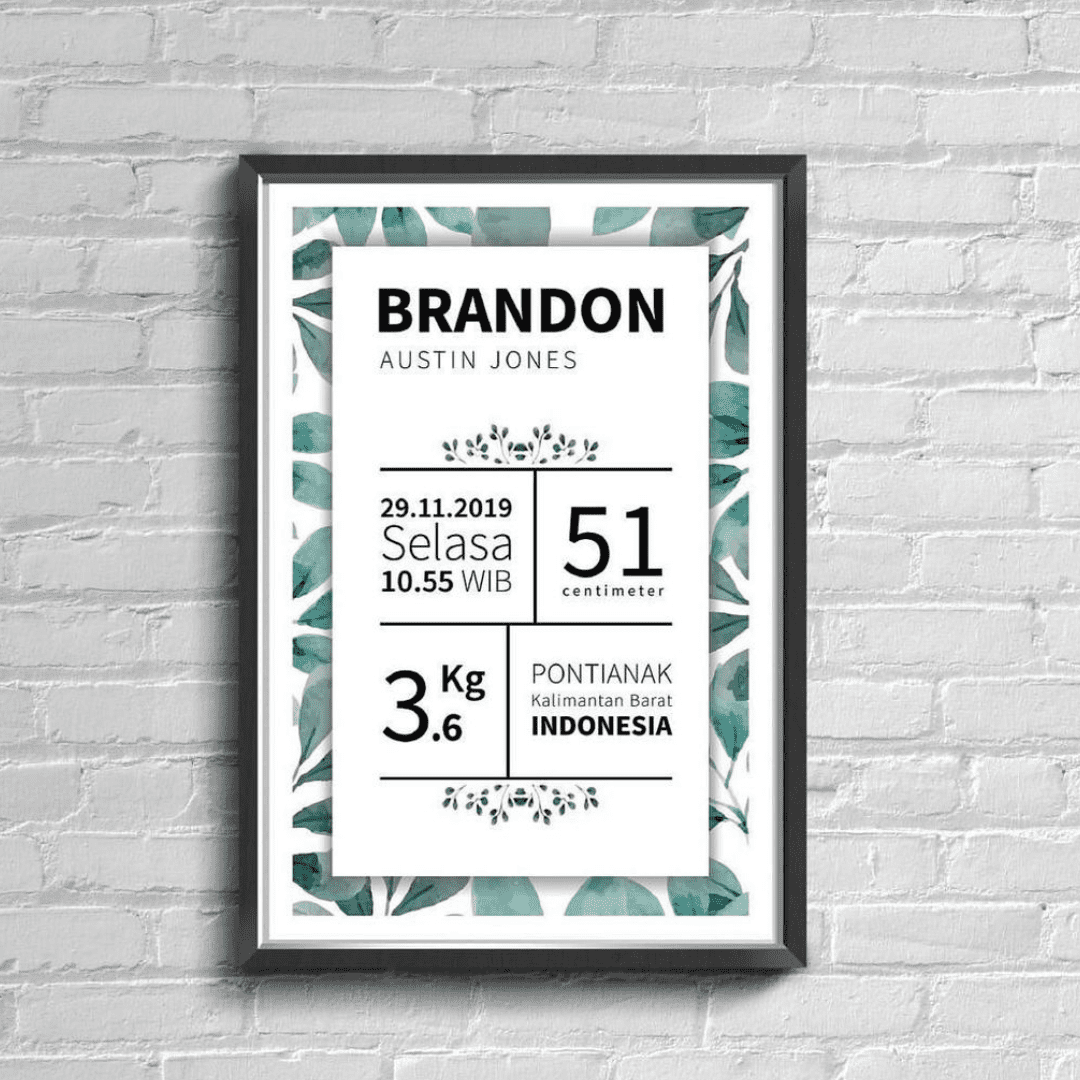 BRANDON
AUSTIN JONES
29.11.2019
Selasa
10.55 WIB
51
centimeter
3.6 Kg
PONTIANAK
Kalimantan Barat
INDONESIA